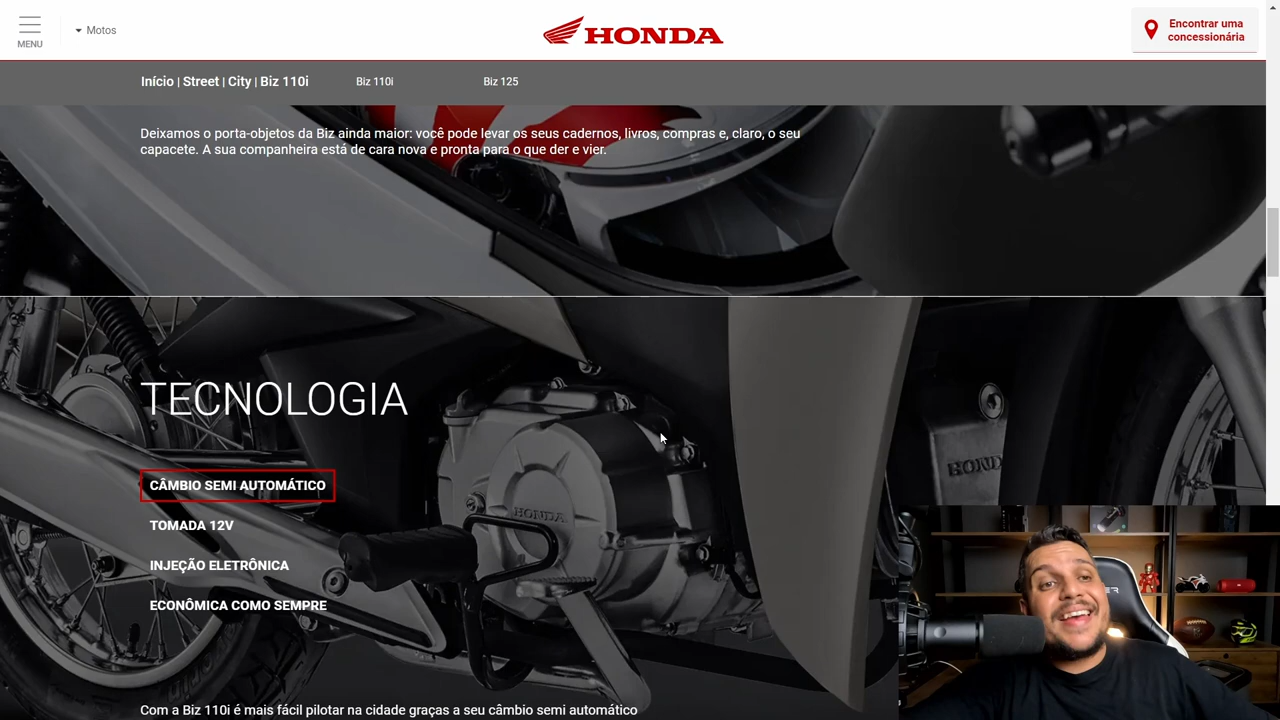 MENU
Motos
HONDA
Encontrar uma
concessionária
Início | Street | City | Biz 110i
Biz 110i
Biz 125
Deixamos o porta-objetos da Biz ainda maior: você pode levar os seus cadernos, livros, compras e, claro, o seu
capacete. A sua companheira está de cara nova e pronta para o que der e vier.
TECNOLOGIA
CÂMBIO SEMI AUTOMÁTICO
TOMADA 12V
INJEÇÃO ELETRÔNICA
ECONÔMICA COMO SEMPRE
HONDA
HONDA
Com a Biz 110i é mais fácil pilotar na cidade graças a seu câmbio semi automático